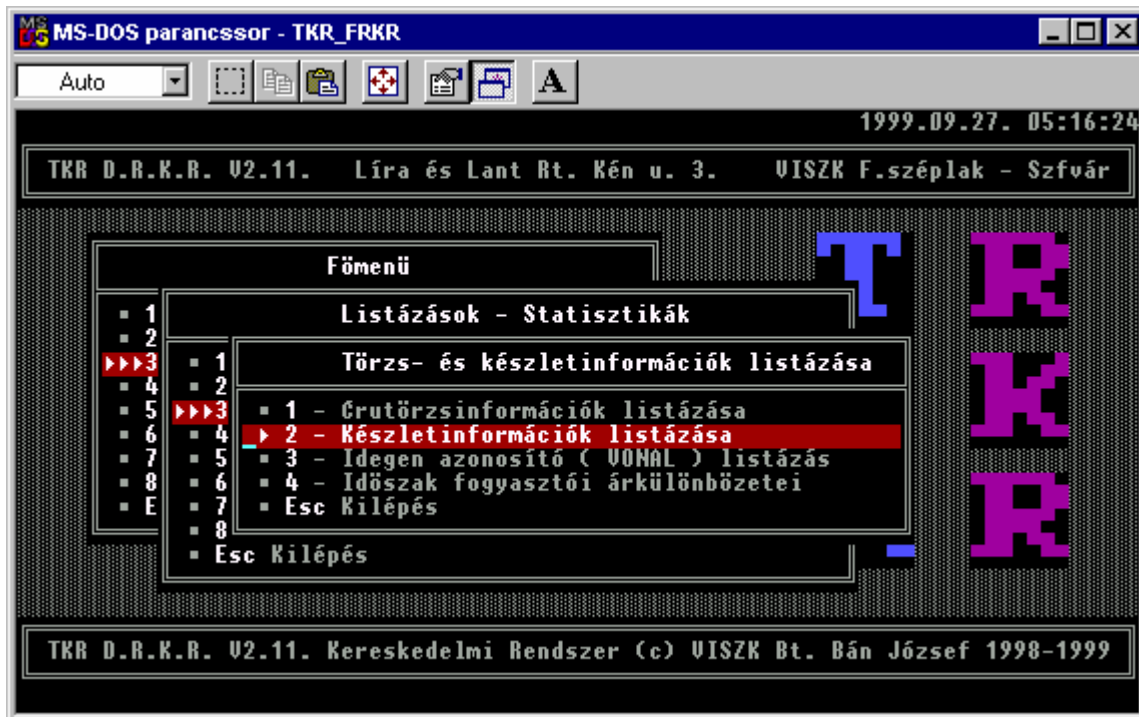 MS-DOS parancssor - TKR_FRKR
Auto
A
1999.09.27. 05:16:24
TKR D.R.K.R. V2.11. Líra és Lant Rt. Kén u. 3. VISZK F.széplak - Szfvár
T R
K
R
Fömenü
1
2
3
4
5
6
7
8
E
Listázások - Statisztikák
1
2
3
4
5
6
7
8
Esc Kilépés
Törzs- és készletinformációk listázása
1 - Crutörzsinformációk listázása
2 - Készletinformációk listázása
3 - Idegen azonosító ( VONAL ) listázás
4 - Idöszak fogyasztói árkülönbözetei
Esc Kilépés
TKR D.R.K.R. V2.11. Kereskedelmi Rendszer (c) VISZK Bt. Bán József 1998-1999